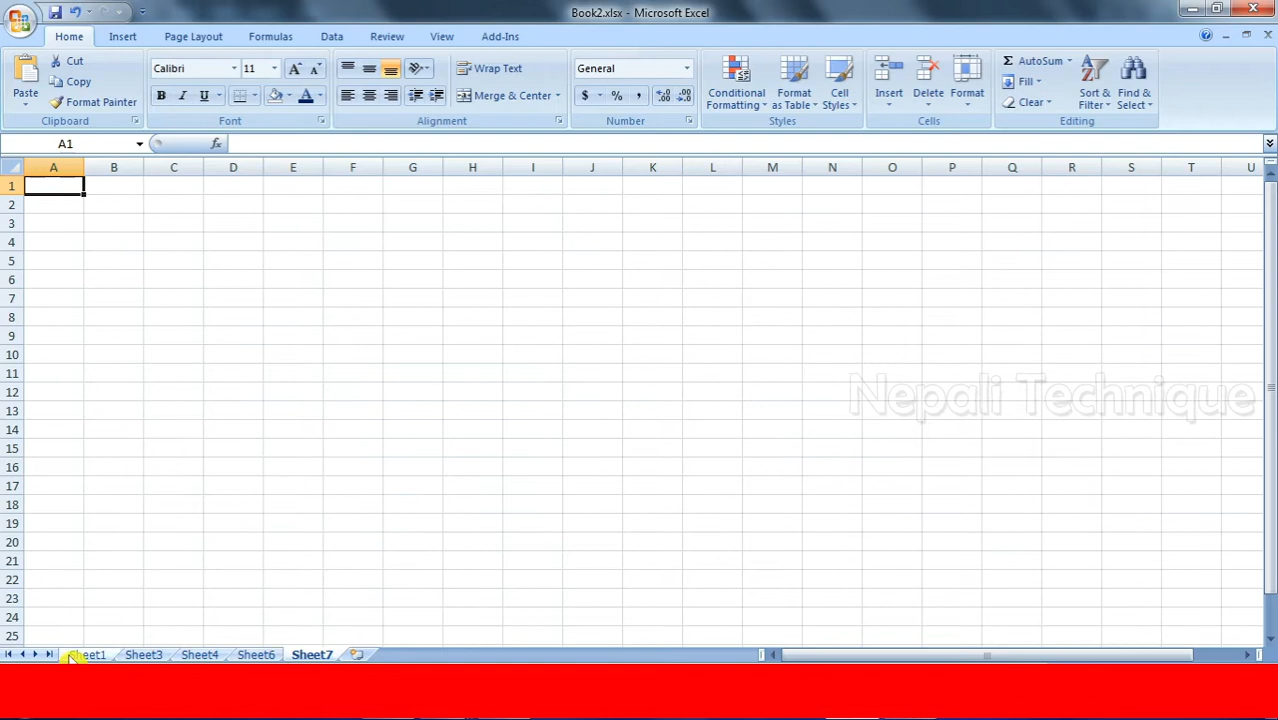 Book2.xlsx - Microsoft Excel
Home Insert Page Layout Formulas Data Review View Add-Ins
Paste
Cut
Copy
Format Painter
Clipboard
Calibri 11
B I U
Font
Wrap Text
Merge & Center
Alignment
General
$ % ,
Number
Conditional Formatting
Format as Table
Cell Styles
Styles
Insert
Delete
Format
Cells
Σ AutoSum
Fill
Clear
Sort & Filter
Find & Select
Editing
A1 fx
A B C D E F G H I J K L M N O P Q R S T U
1
2
3
4
5
6
7
8
9
10
11
12
13
14
15
16
17
18
19
20
21
22
23
24
25
Nepali Technique
Sheet1 Sheet3 Sheet4 Sheet6 Sheet7